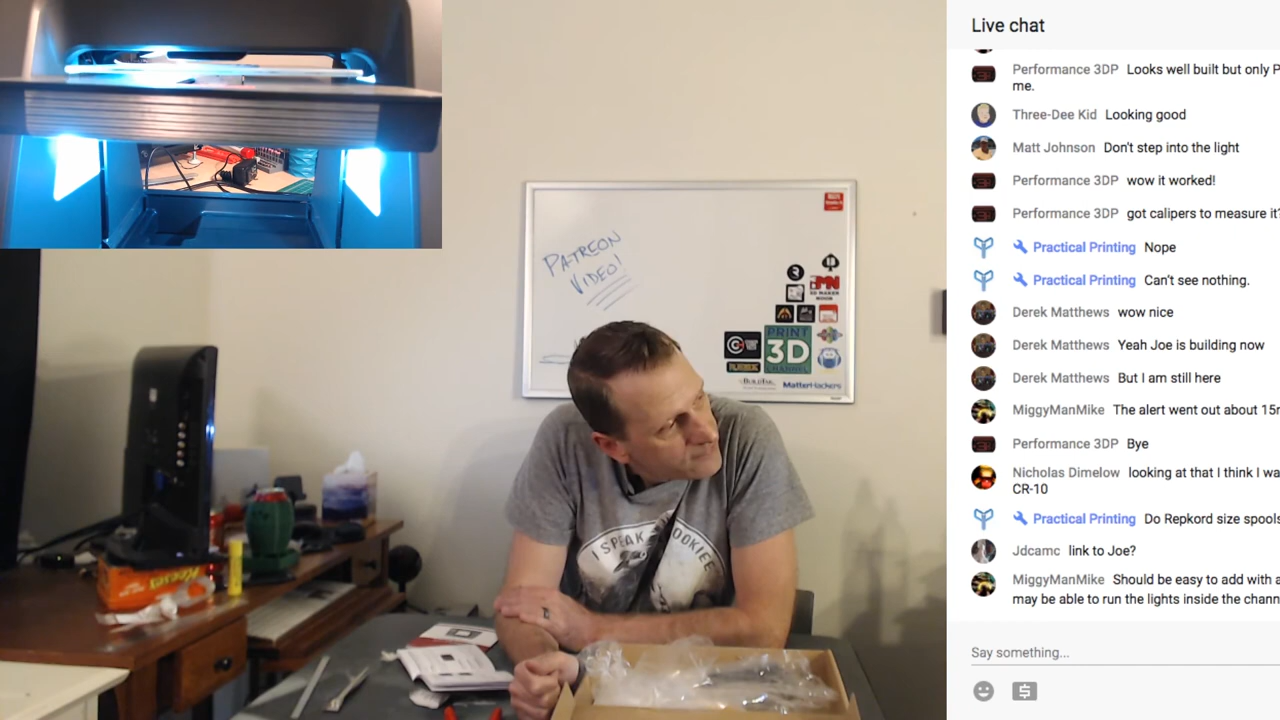 PATREON
VIDEO!
PRINT
3D
CHANNEL
MatterHackers
I SPEAK OOKIEE
Reese's
Live chat
Performance 3DP Looks well built but only P
me.
Three-Dee Kid Looking good
Matt Johnson Don't step into the light
Performance 3DP wow it worked!
Performance 3DP got calipers to measure it?
Practical Printing Nope
Practical Printing Can't see nothing.
Derek Matthews wow nice
Derek Matthews Yeah Joe is building now
Derek Matthews But I am still here
MiggyManMike The alert went out about 15m
Performance 3DP Bye
Nicholas Dimelow looking at that I think I wa
CR-10
Practical Printing Do Repkord size spools
Jdcamc link to Joe?
MiggyManMike Should be easy to add with a
may be able to run the lights inside the chann
Say something...